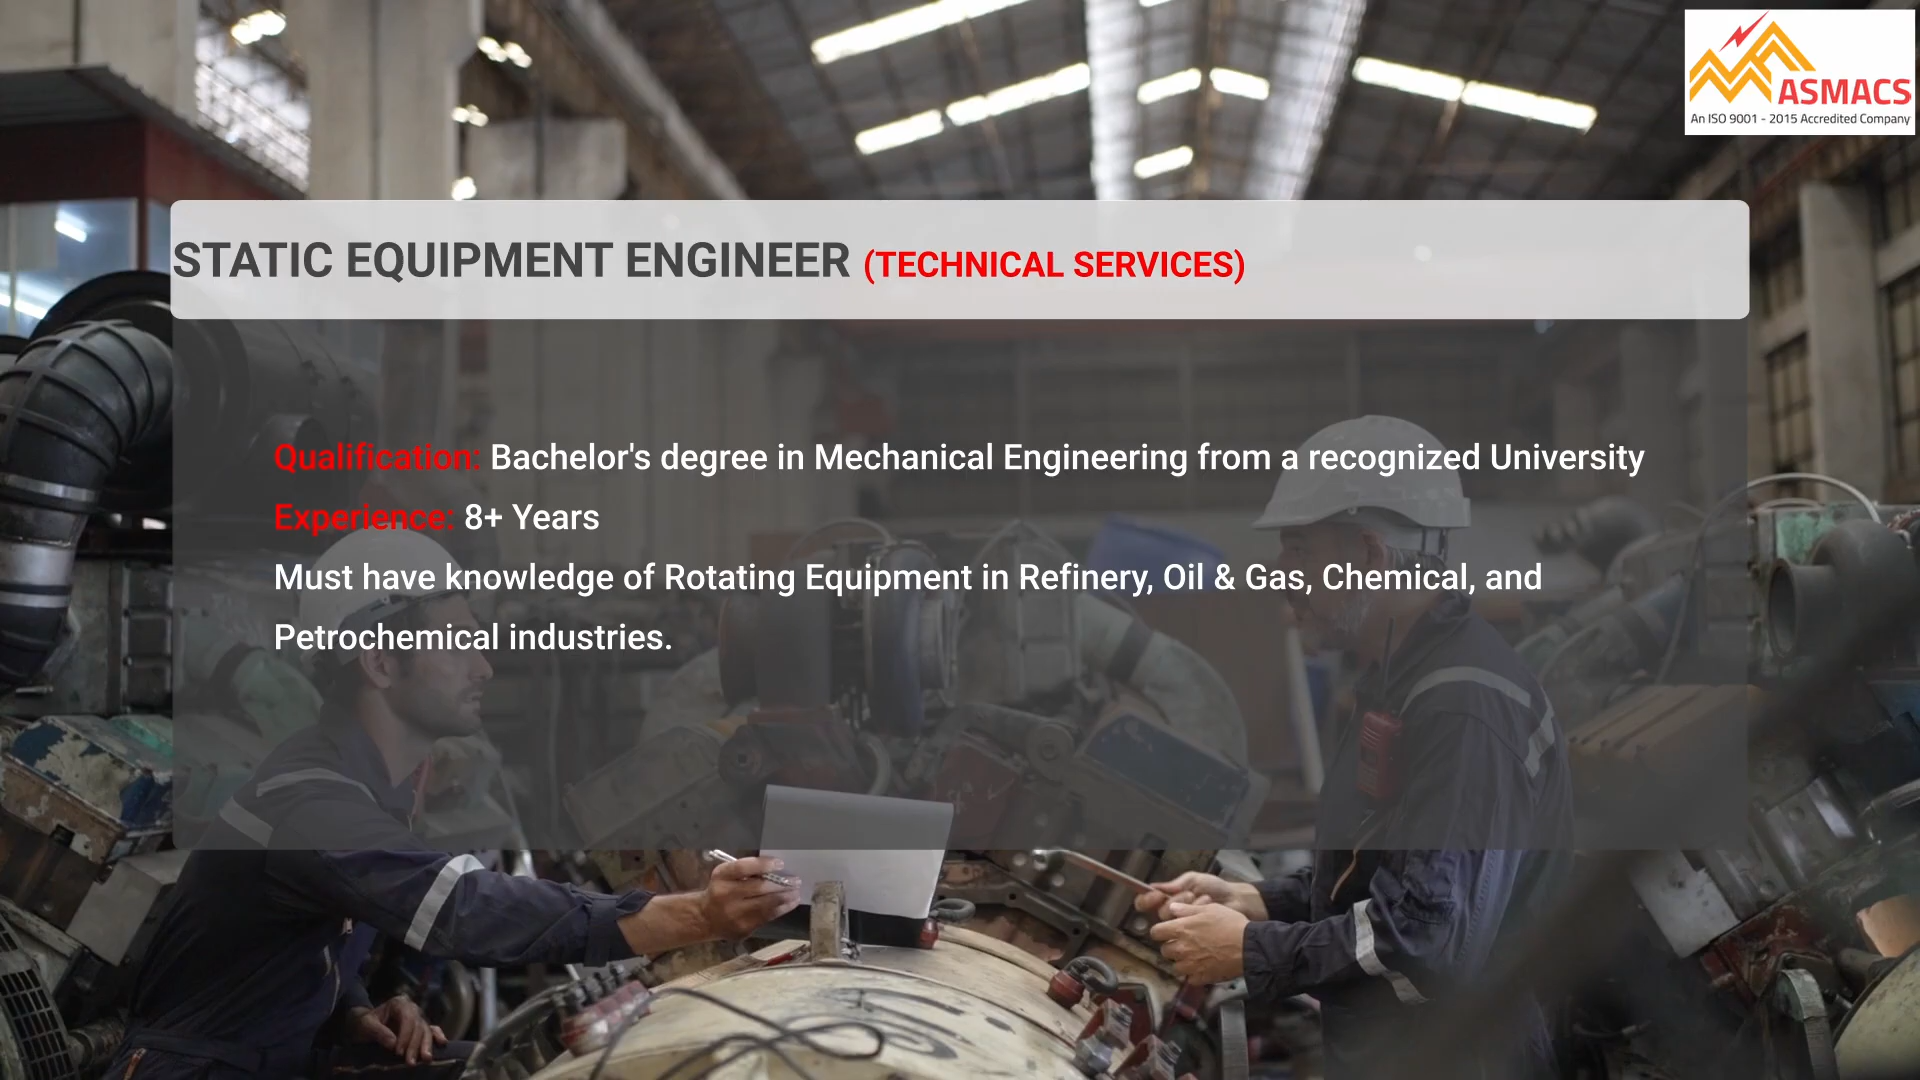 ASMACS
An ISO 9001 - 2015 Accredited Company
STATIC EQUIPMENT ENGINEER (TECHNICAL SERVICES)
Qualification: Bachelor's degree in Mechanical Engineering from a recognized University
Experience: 8+ Years
Must have knowledge of Rotating Equipment in Refinery, Oil & Gas, Chemical, and
Petrochemical industries.